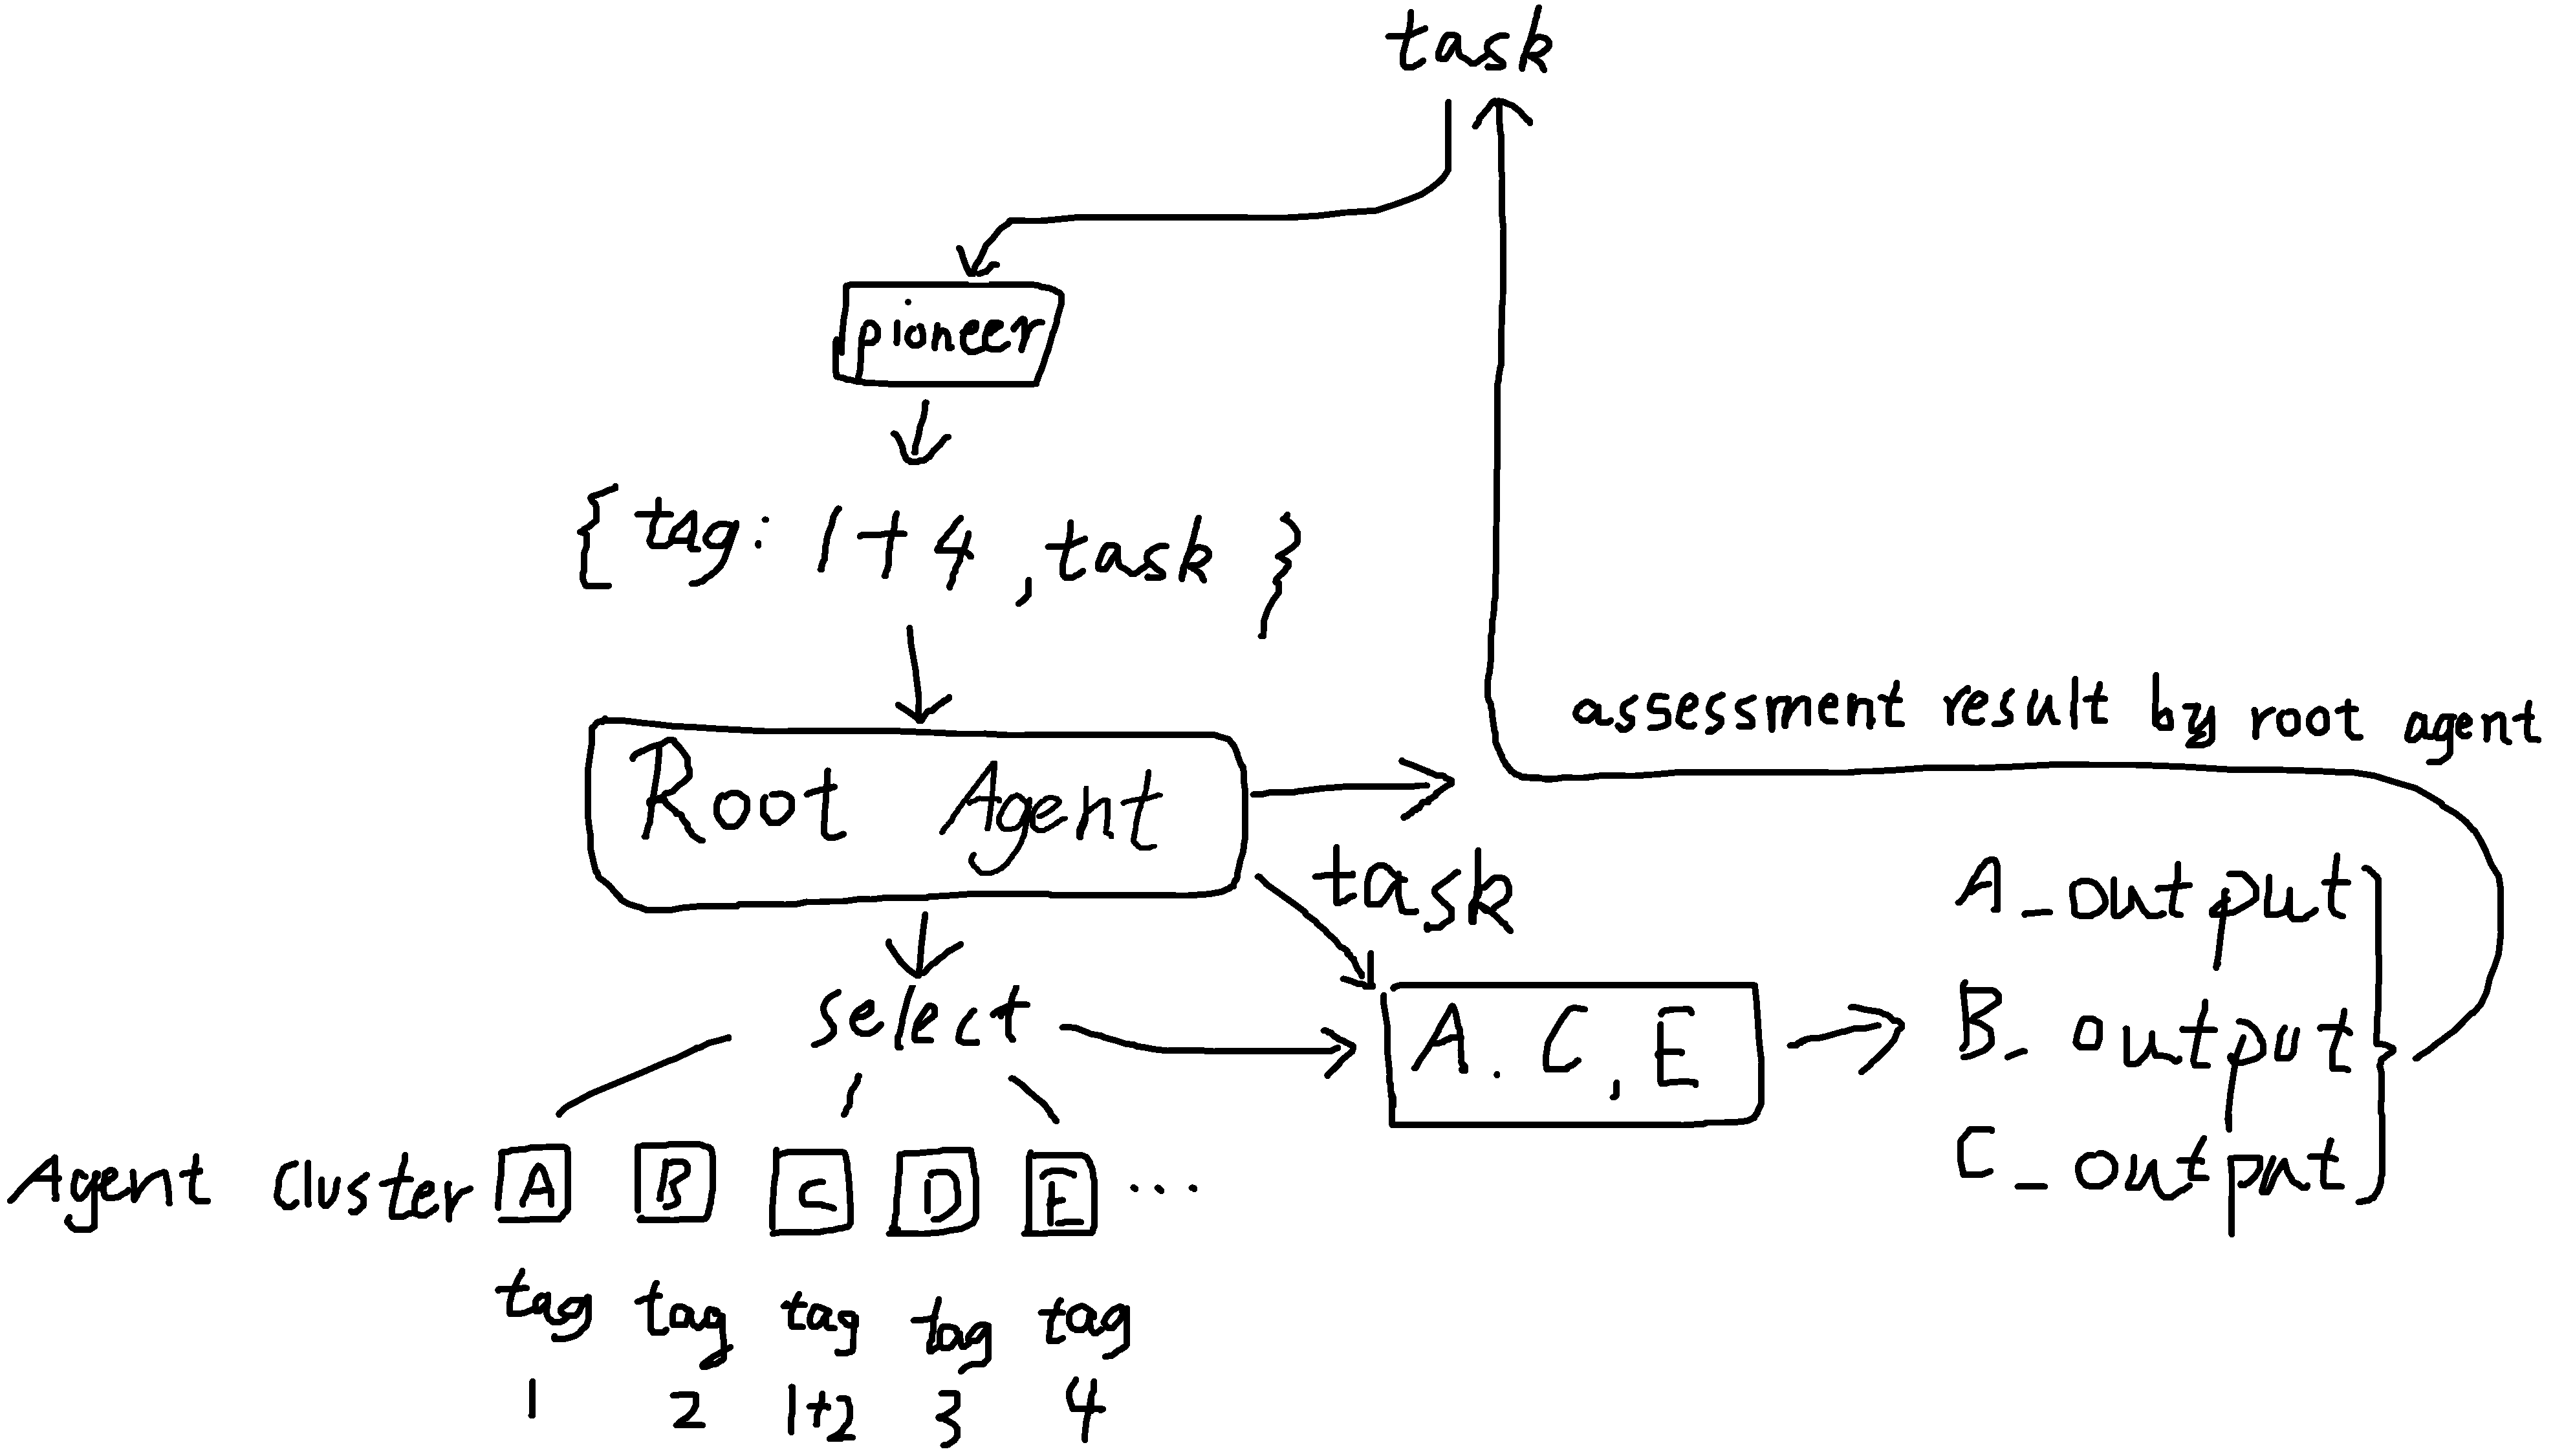 task
pioneer
{ tag: 1+4 , task }
Root Agent
assessment result by root agent
task
select
A . C , E
A_output
B_output
C_output
Agent Cluster A B C D E ...
tag tag tag tag tag
1 2 1+2 3 4